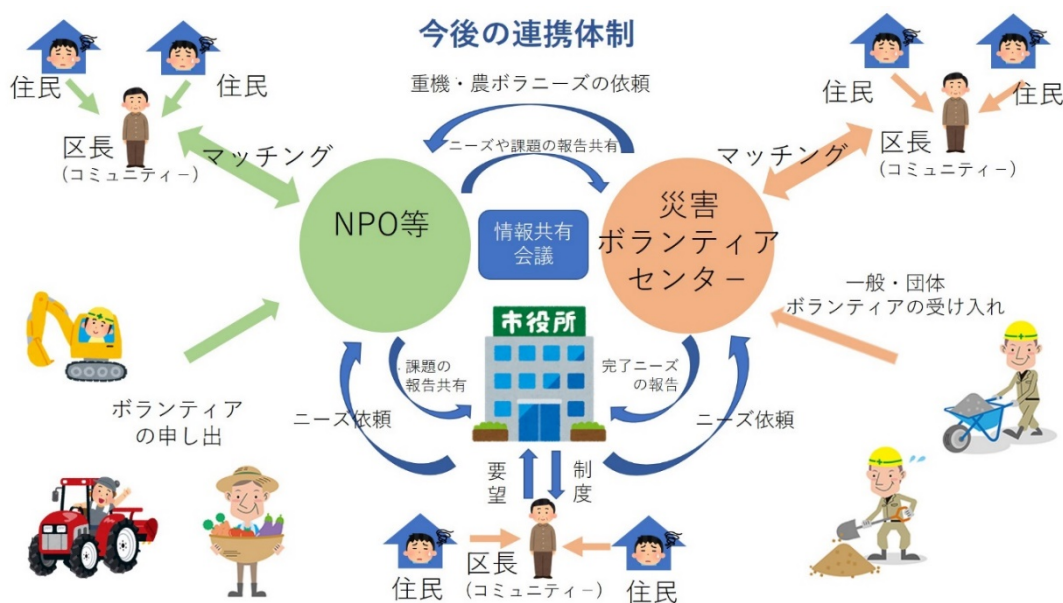 今後の連携体制
住民
住民
区長
(コミュニティー)
マッチング
重機・農ボラニーズの依頼
ニーズや課題の報告共有
住民
住民
区長
(コミュニティー)
マッチング
NPO等
情報共有
会議
災害
ボランティア
センター
一般・団体
ボランティアの受け入れ
市役所
課題の
報告共有
完了ニーズ
の報告
ボランティア
の申し出
ニーズ依頼
ニーズ依頼
要望
制度
住民
区長
(コミュニティー)
住民